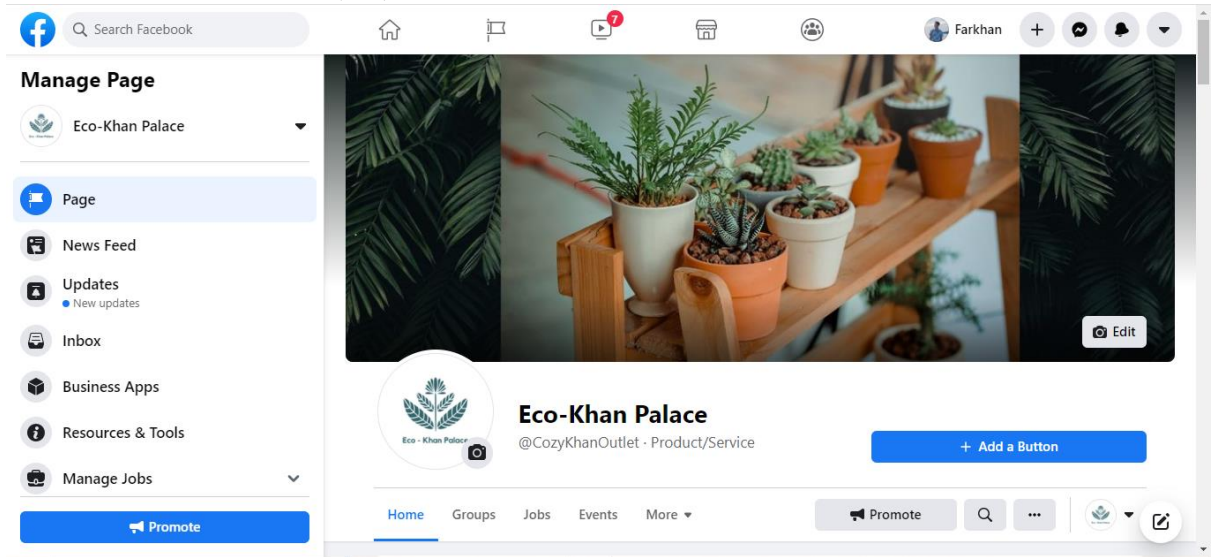 Search Facebook
7
Farkhan
Manage Page
Eco-Khan Palace
Page
News Feed
Updates
New updates
Inbox
Business Apps
Resources & Tools
Manage Jobs
Promote
Edit
Eco - Khan Palace
Eco-Khan Palace
@CozyKhanOutlet · Product/Service
+ Add a Button
Home Groups Jobs Events More
Promote